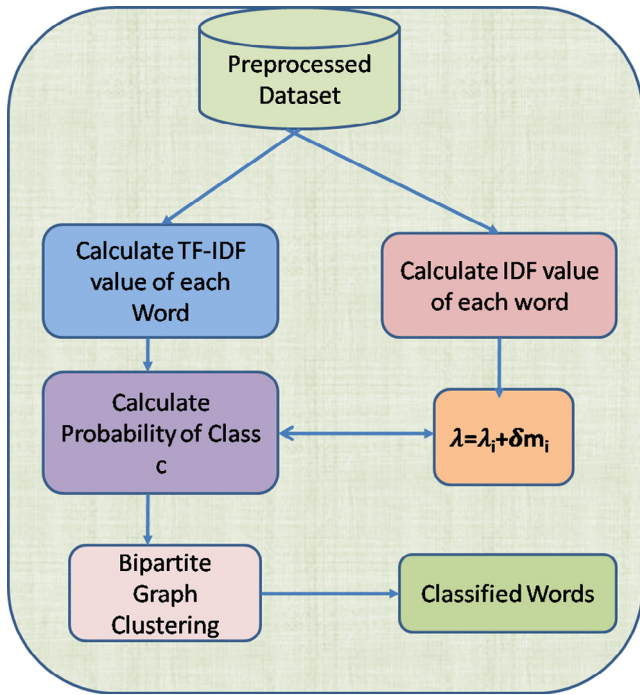 Preprocessed
Dataset
Calculate TF-IDF
value of each
Word
Calculate IDF value
of each word
Calculate
Probability of Class
c
λ=λᵢ+δmᵢ
Bipartite
Graph
Clustering
Classified Words